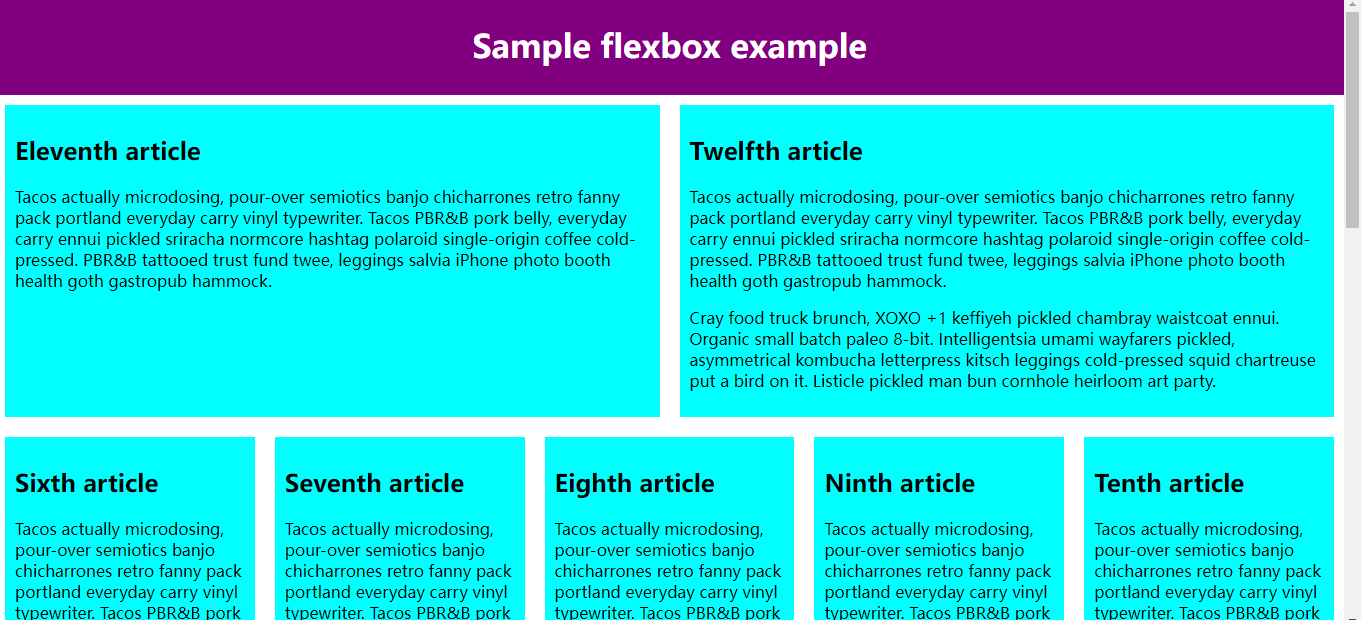 Sample flexbox example
Eleventh article
Tacos actually microdosing, pour-over semiotics banjo chicharrones retro fanny
pack portland everyday carry vinyl typewriter. Tacos PBR&B pork belly, everyday
carry ennui pickled sriracha normcore hashtag polaroid single-origin coffee cold-
pressed. PBR&B tattooed trust fund twee, leggings salvia iPhone photo booth
health goth gastropub hammock.
Twelfth article
Tacos actually microdosing, pour-over semiotics banjo chicharrones retro fanny
pack portland everyday carry vinyl typewriter. Tacos PBR&B pork belly, everyday
carry ennui pickled sriracha normcore hashtag polaroid single-origin coffee cold-
pressed. PBR&B tattooed trust fund twee, leggings salvia iPhone photo booth
health goth gastropub hammock.
Cray food truck brunch, XOXO +1 keffiyeh pickled chambray waistcoat ennui.
Organic small batch paleo 8-bit. Intelligentsia umami wayfarers pickled,
asymmetrical kombucha letterpress kitsch leggings cold-pressed squid chartreuse
put a bird on it. Listicle pickled man bun cornhole heirloom art party.
Sixth article
Tacos actually microdosing,
pour-over semiotics banjo
chicharrones retro fanny pack
portland everyday carry vinyl
typewriter. Tacos PBR&B pork
Seventh article
Tacos actually microdosing,
pour-over semiotics banjo
chicharrones retro fanny pack
portland everyday carry vinyl
typewriter. Tacos PBR&B pork
Eighth article
Tacos actually microdosing,
pour-over semiotics banjo
chicharrones retro fanny pack
portland everyday carry vinyl
typewriter. Tacos PBR&B pork
Ninth article
Tacos actually microdosing,
pour-over semiotics banjo
chicharrones retro fanny pack
portland everyday carry vinyl
typewriter. Tacos PBR&B pork
Tenth article
Tacos actually microdosing,
pour-over semiotics banjo
chicharrones retro fanny pack
portland everyday carry vinyl
typewriter. Tacos PBR&B pork